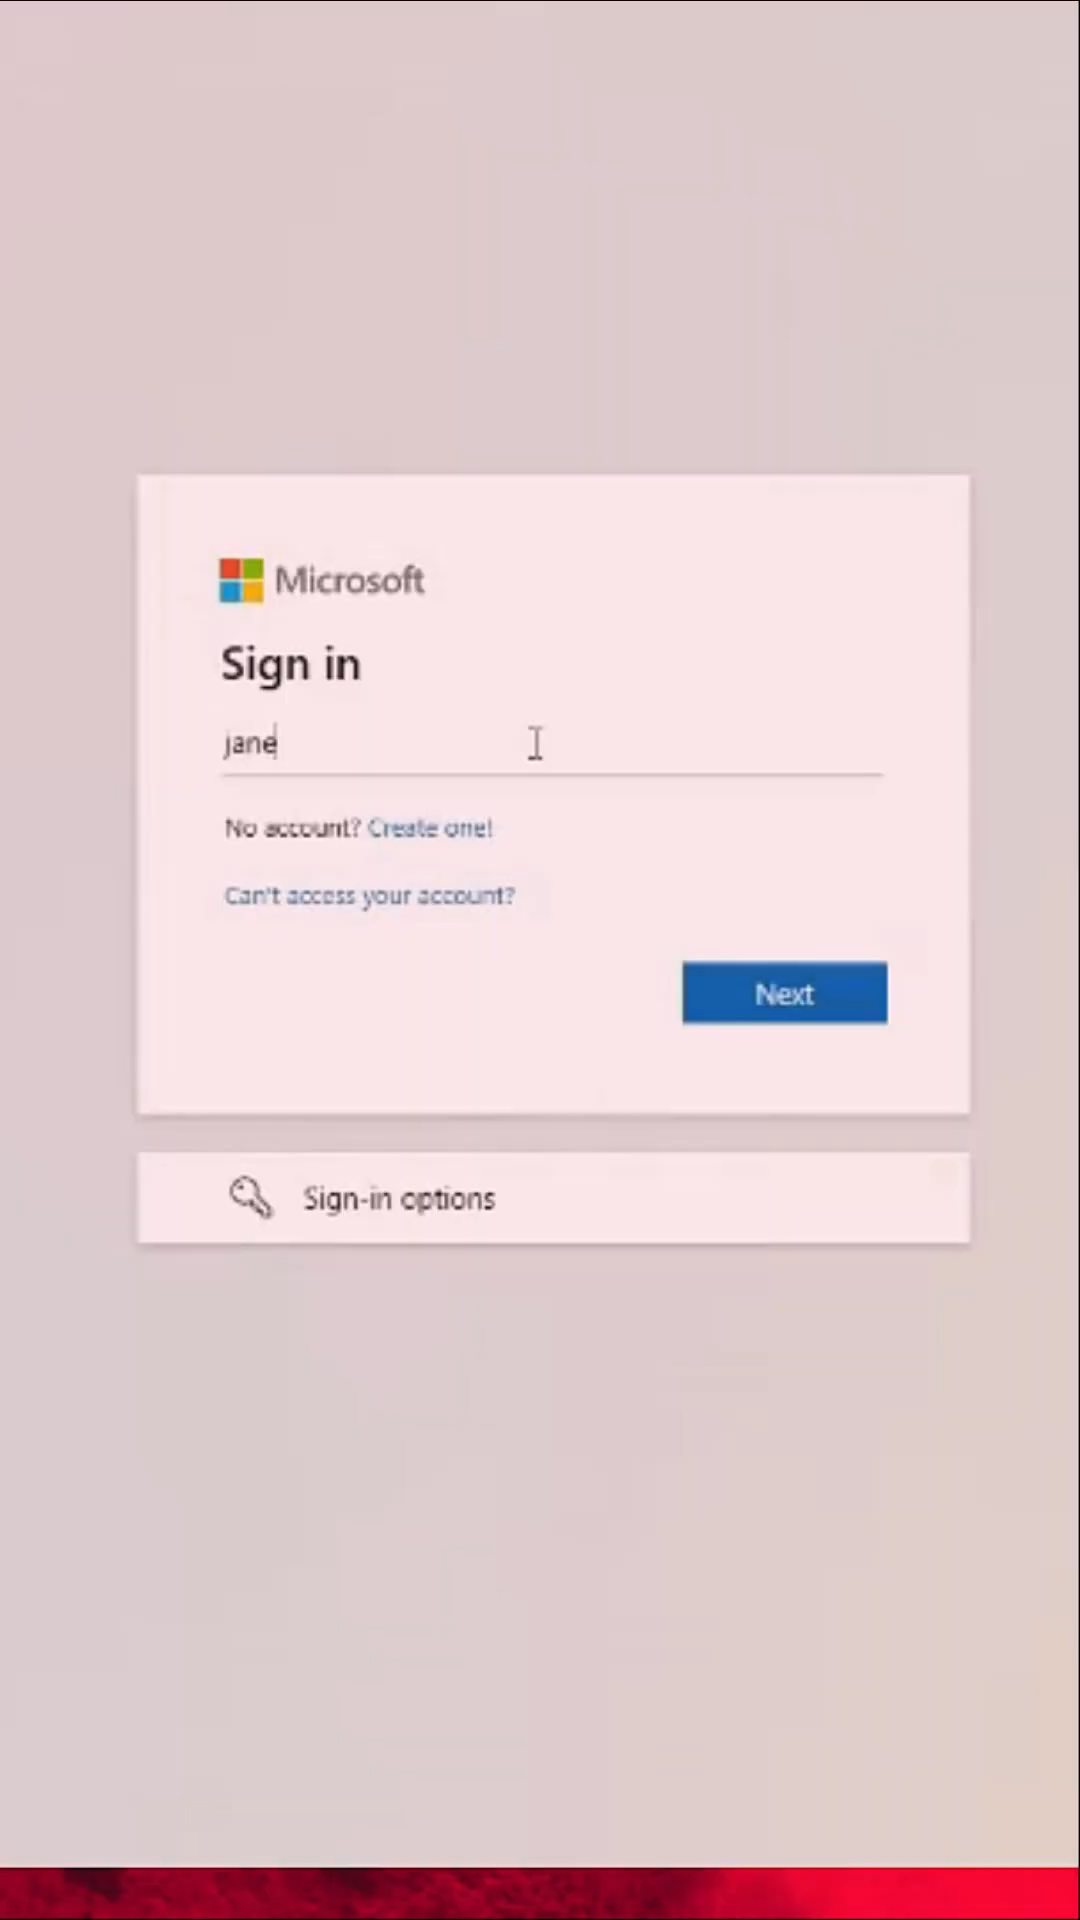 Microsoft
Sign in
jane
No account? Create one!
Can't access your account?
Next
Sign-in options